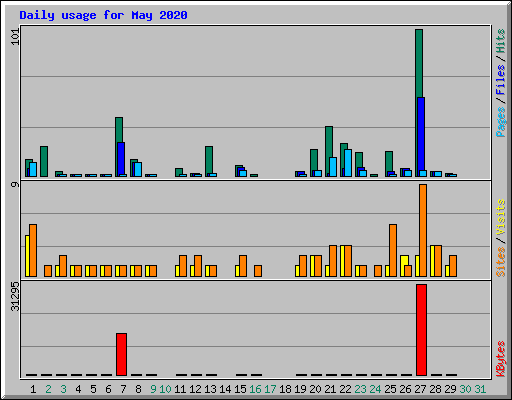 Daily usage for May 2020
101
9
31295
Pages / Files / Hits
Sites / Visits
KBytes
1 2 3 4 5 6 7 8 9 10 11 12 13 14 15 16 17 18 19 20 21 22 23 24 25 26 27 28 29 30 31